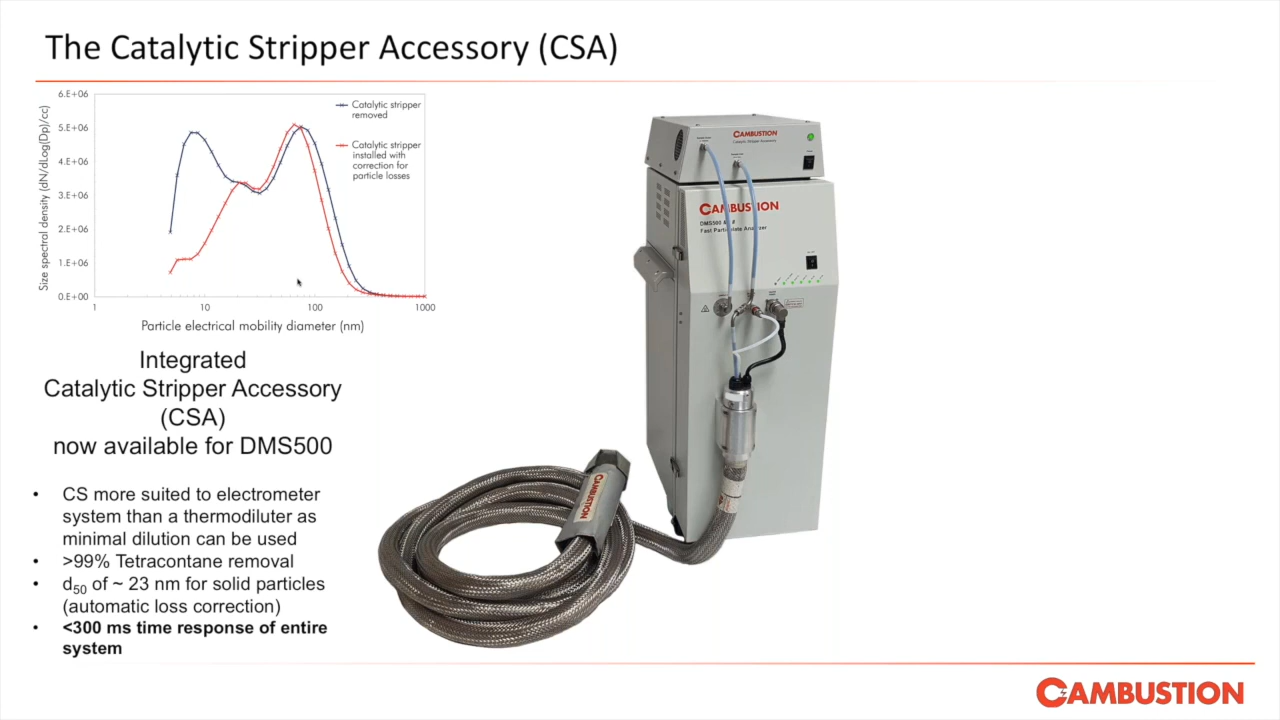 The Catalytic Stripper Accessory (CSA)
6.E+06
5.E+06
4.E+06
3.E+06
2.E+06
1.E+06
0.E+00
Size spectral density (dN/dLog(Dp)/cc)
1
10
100
1000
Particle electrical mobility diameter (nm)
Catalytic stripper
removed
Catalytic stripper
installed with
correction for
particle losses
Integrated
Catalytic Stripper Accessory
(CSA)
now available for DMS500
• CS more suited to electrometer
system than a thermodiluter as
minimal dilution can be used
• >99% Tetracontane removal
• d50 of ~ 23 nm for solid particles
(automatic loss correction)
• <300 ms time response of entire
system
CAMBUSTION
Catalytic Stripper Accessory
CAMBUSTION
DMS500
Fast Particulate Analyzer
CAMBUSTION
CAMBUSTION